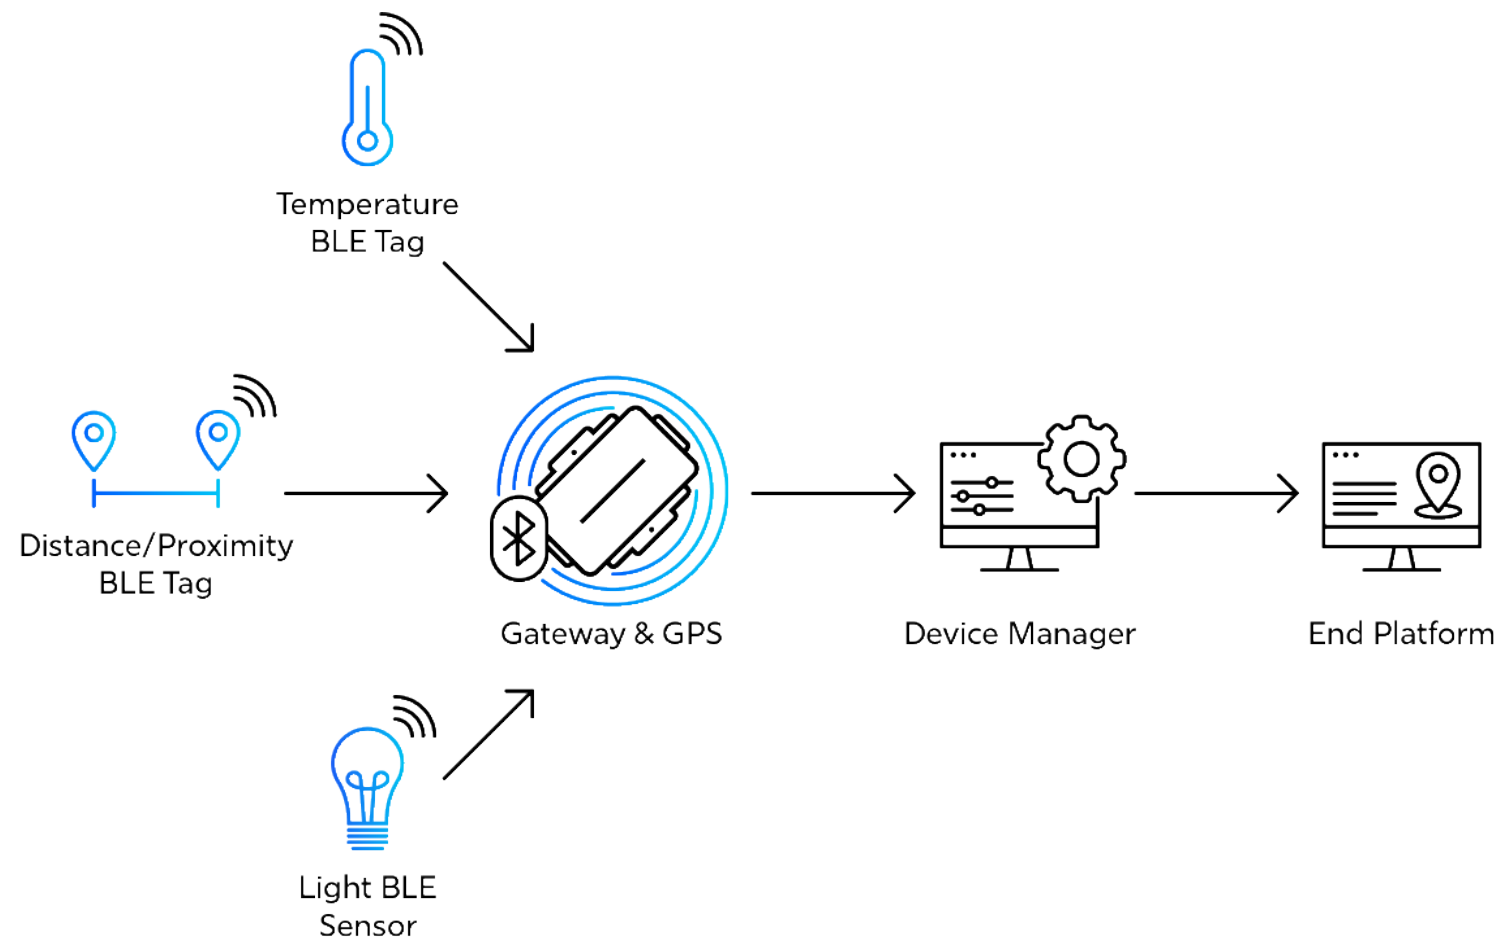 Temperature
BLE Tag
Distance/Proximity
BLE Tag
Gateway & GPS
Device Manager
End Platform
Light BLE
Sensor